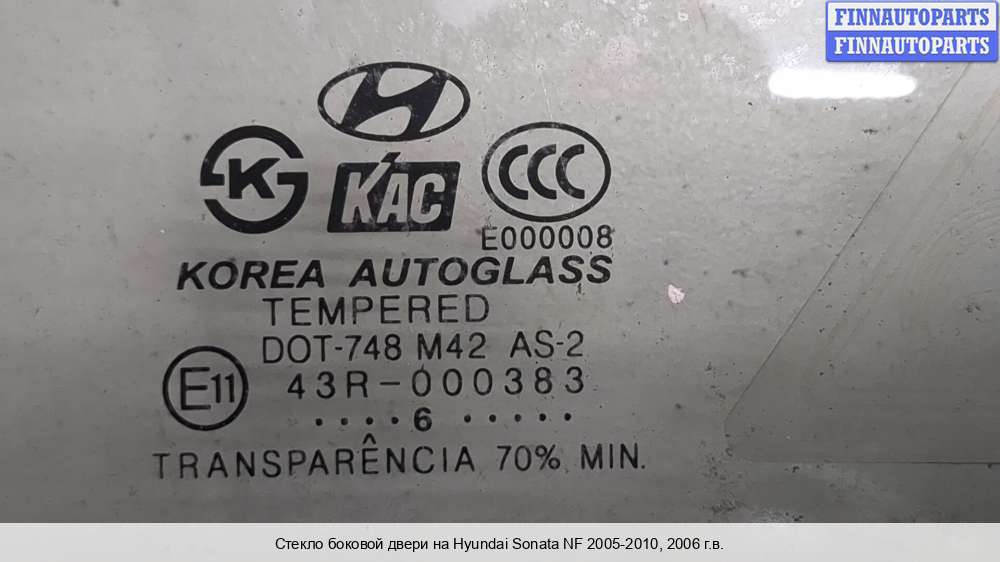 FINNAUTOPARTS
FINNAUTOPARTS
K
KÁC
CCC
E000008
KOREA AUTOGLASS
TEMPERED
DOT-748 M42 AS-2
E11 43R-000383
....6 .....
TRANSPARÊNCIA 70% MIN.
Стекло боковой двери на Hyundai Sonata NF 2005-2010, 2006 г.в.